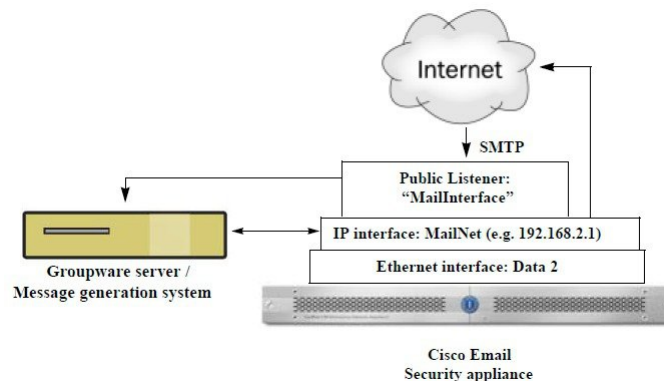 Internet
SMTP
Public Listener:
“MailInterface”
IP interface: MailNet (e.g. 192.168.2.1)
Ethernet interface: Data 2
Groupware server /
Message generation system
Cisco Email
Security appliance